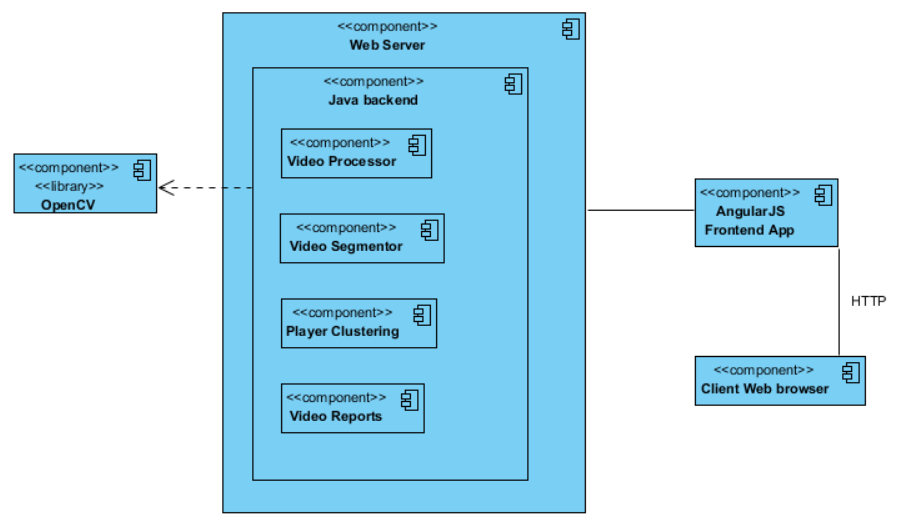 <<component>>
Web Server
<<component>>
Java backend
<<component>>
Video Processor
<<component>>
<<library>>
OpenCV
<<component>>
Video Segmentor
<<component>>
AngularJS
Frontend App
<<component>>
Player Clustering
HTTP
<<component>>
Client Web browser
<<component>>
Video Reports